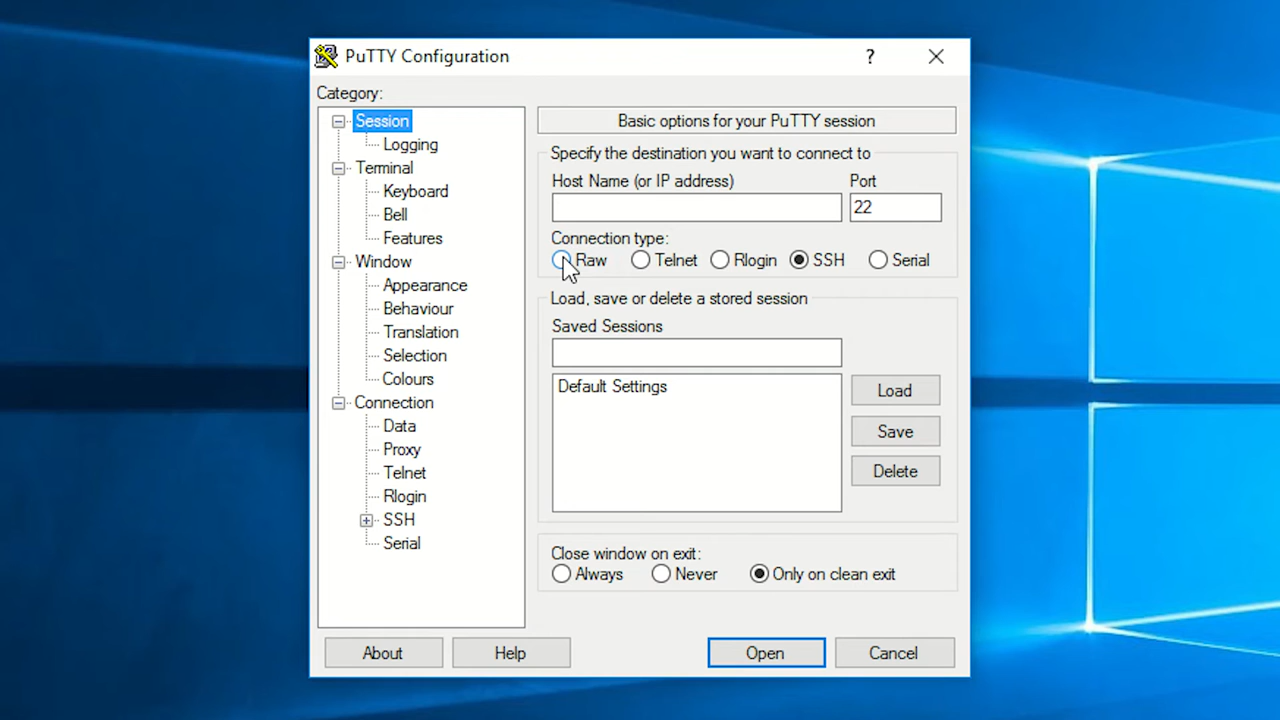 PuTTY Configuration
?
Category:
Session
Logging
Terminal
Keyboard
Bell
Features
Window
Appearance
Behaviour
Translation
Selection
Colours
Connection
Data
Proxy
Telnet
Rlogin
SSH
Serial
Basic options for your PuTTY session
Specify the destination you want to connect to
Host Name (or IP address) Port
22
Connection type:
Raw Telnet Rlogin SSH Serial
Load, save or delete a stored session
Saved Sessions
Default Settings
Load
Save
Delete
Close window on exit:
Always Never Only on clean exit
About Help Open Cancel